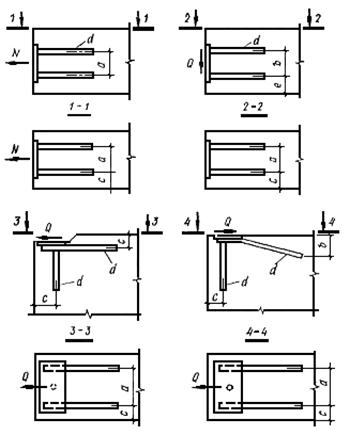 1 1 2 2
d d
N a Q b
e
1-1 2-2
N a a
c c
3 3 4 4
Q c Q b
d d
c d c d
3-3 4-4
Q a Q a
c c